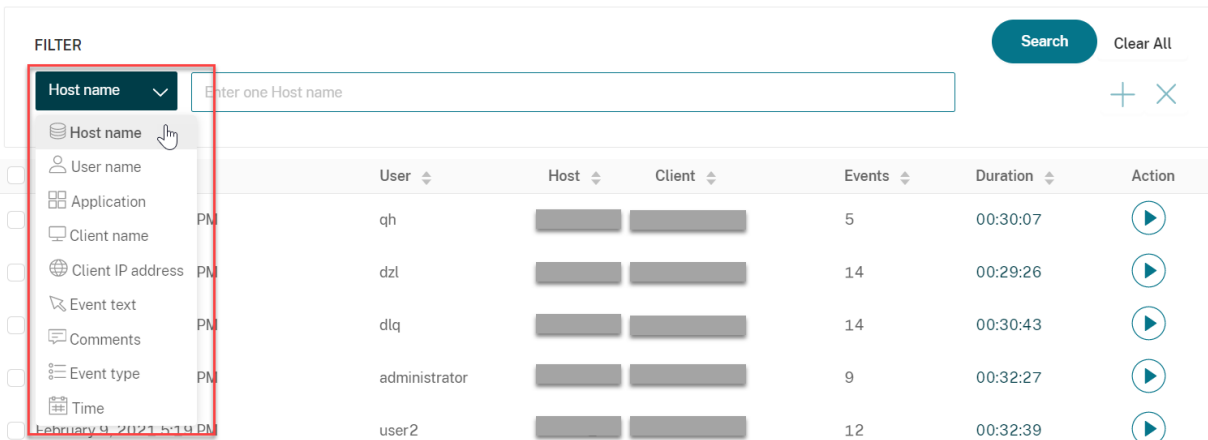 FILTER
Search
Clear All
Host name
Enter one Host name
Host name
User name
Application
Client name
Client IP address
Event text
Comments
Event type
Time
User Host Client Events Duration Action
PM qh 5 00:30:07
PM dzl 14 00:29:26
PM dlq 14 00:30:43
PM administrator 9 00:32:27
February 9, 2021 5:19 PM user2 12 00:32:39